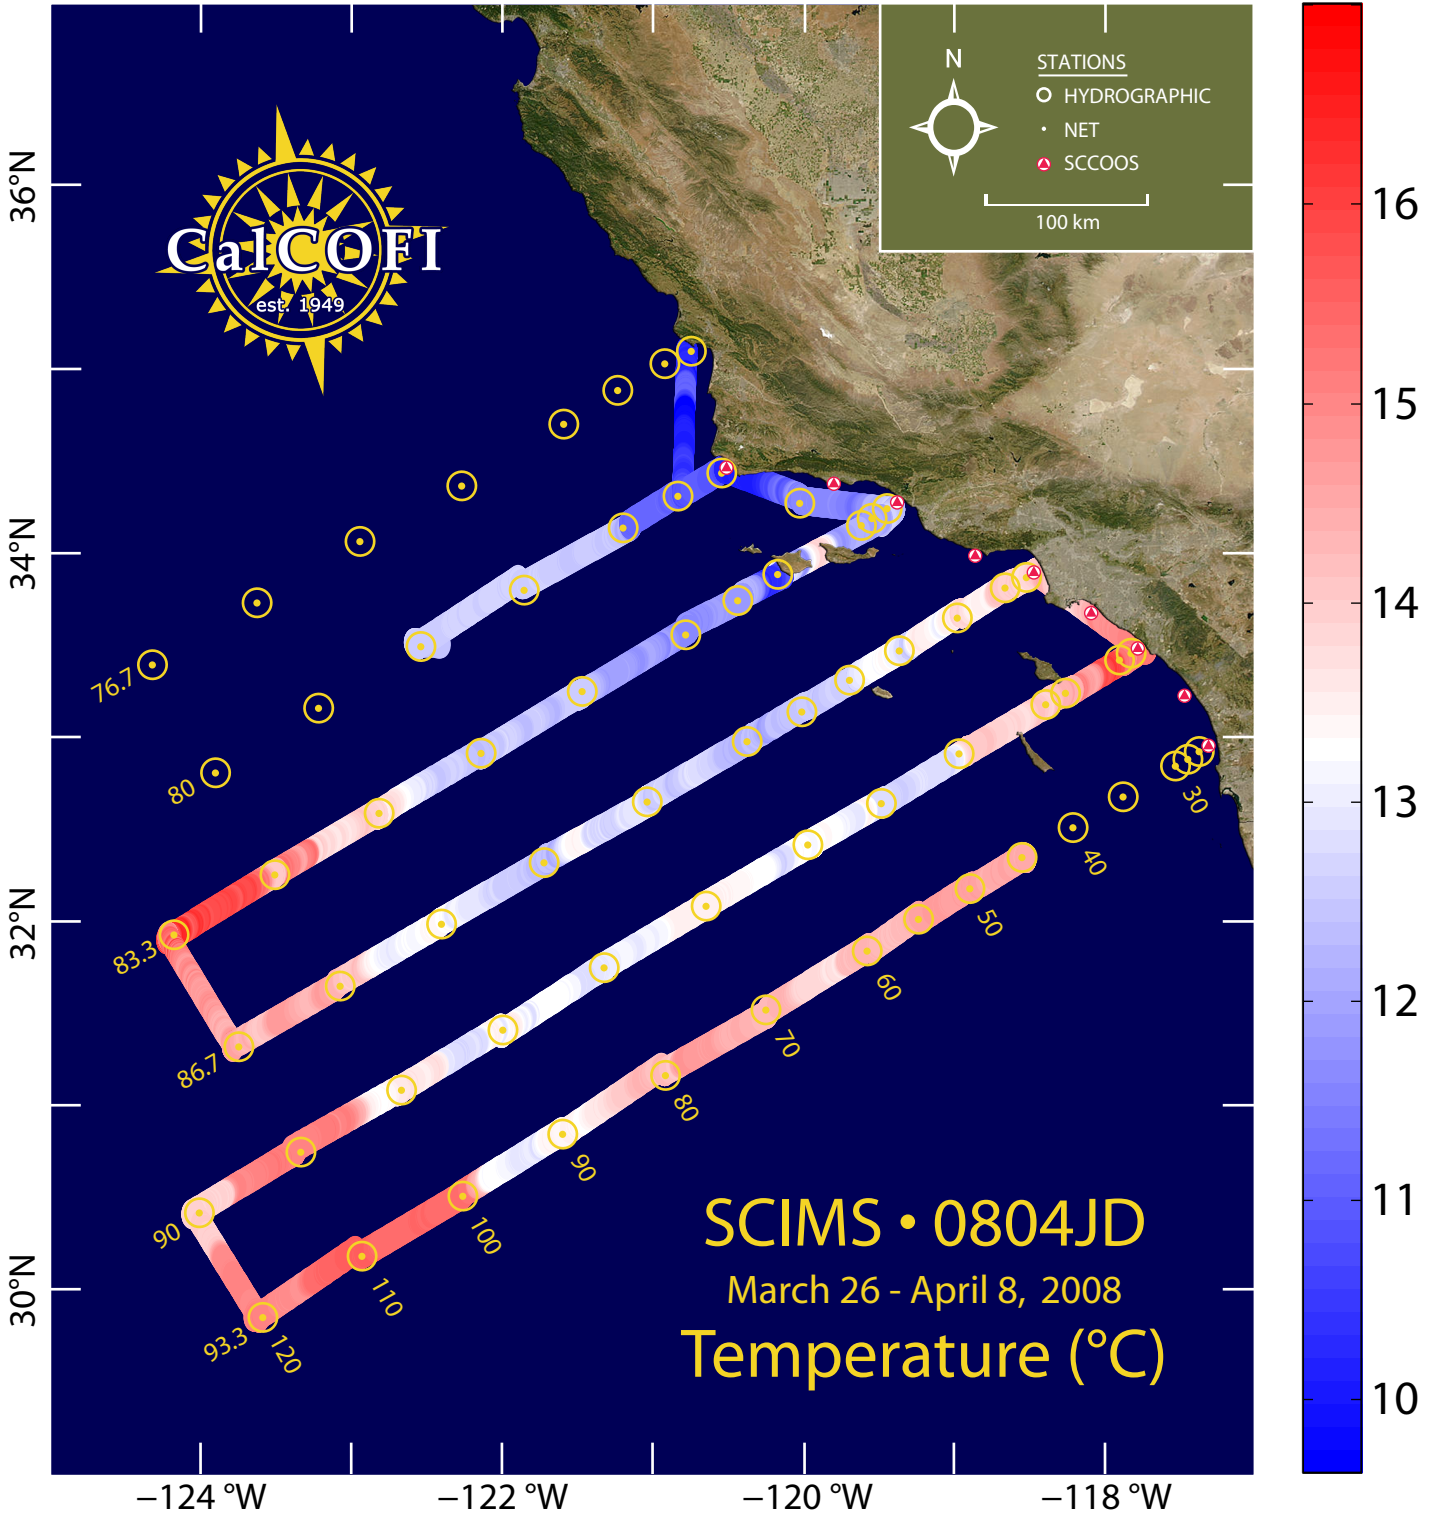 CalCOFI
est. 1949
N
STATIONS
HYDROGRAPHIC
NET
SCCOOS
100 km
36°N
34°N
32°N
30°N
76.7
80
83.3
86.7
90
93.3
30
40
50
60
70
80
90
100
110
120
SCIMS • 0804JD
March 26 - April 8, 2008
Temperature (°C)
−124 °W
−122 °W
−120 °W
−118 °W
16
15
14
13
12
11
10